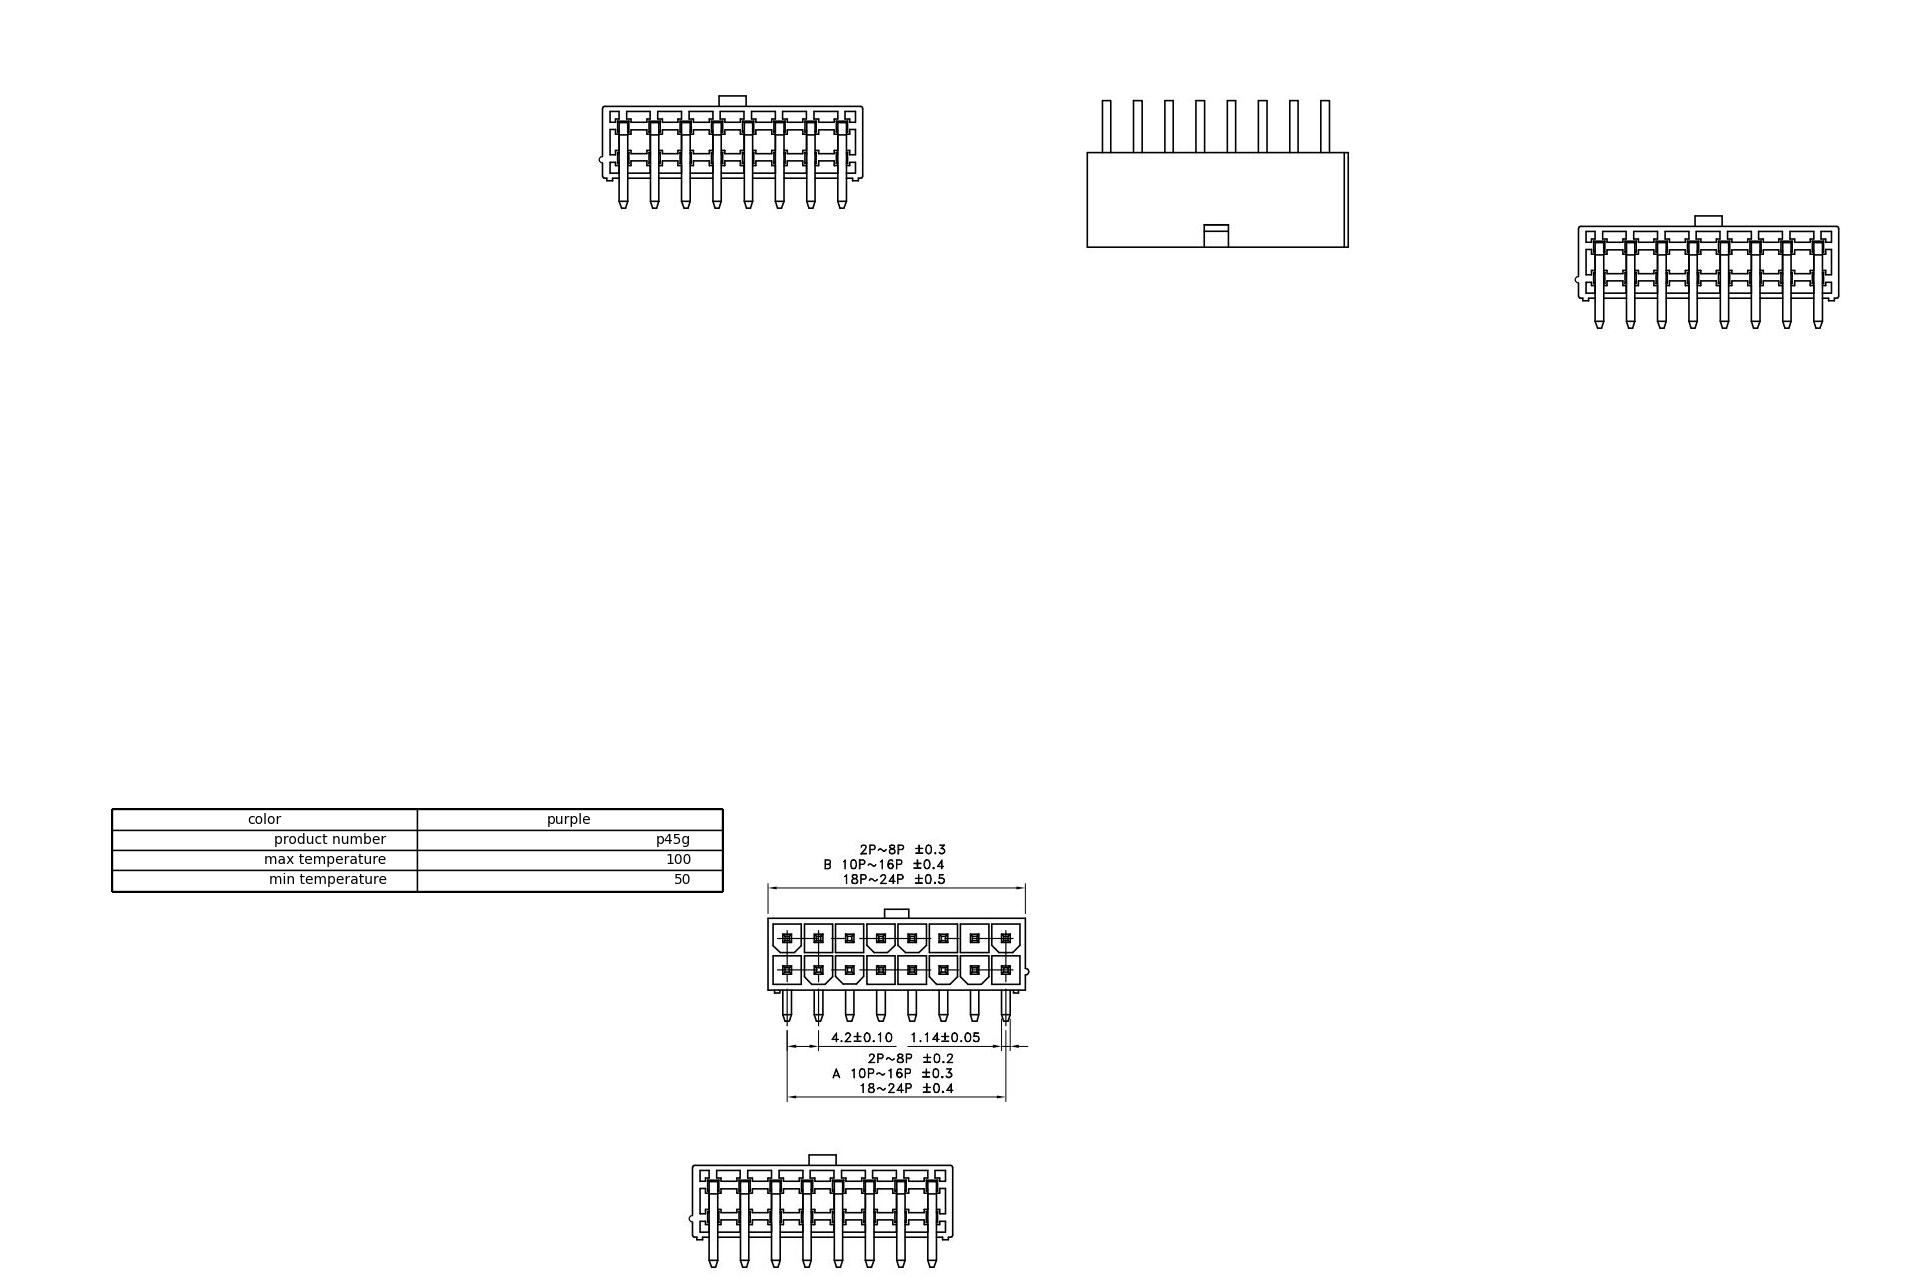 color purple
product number p45g
max temperature 100
min temperature 50
2P~8P ±0.3
B 10P~16P ±0.4
18P~24P ±0.5
4.2±0.10 1.14±0.05
2P~8P ±0.2
A 10P~16P ±0.3
18~24P ±0.4